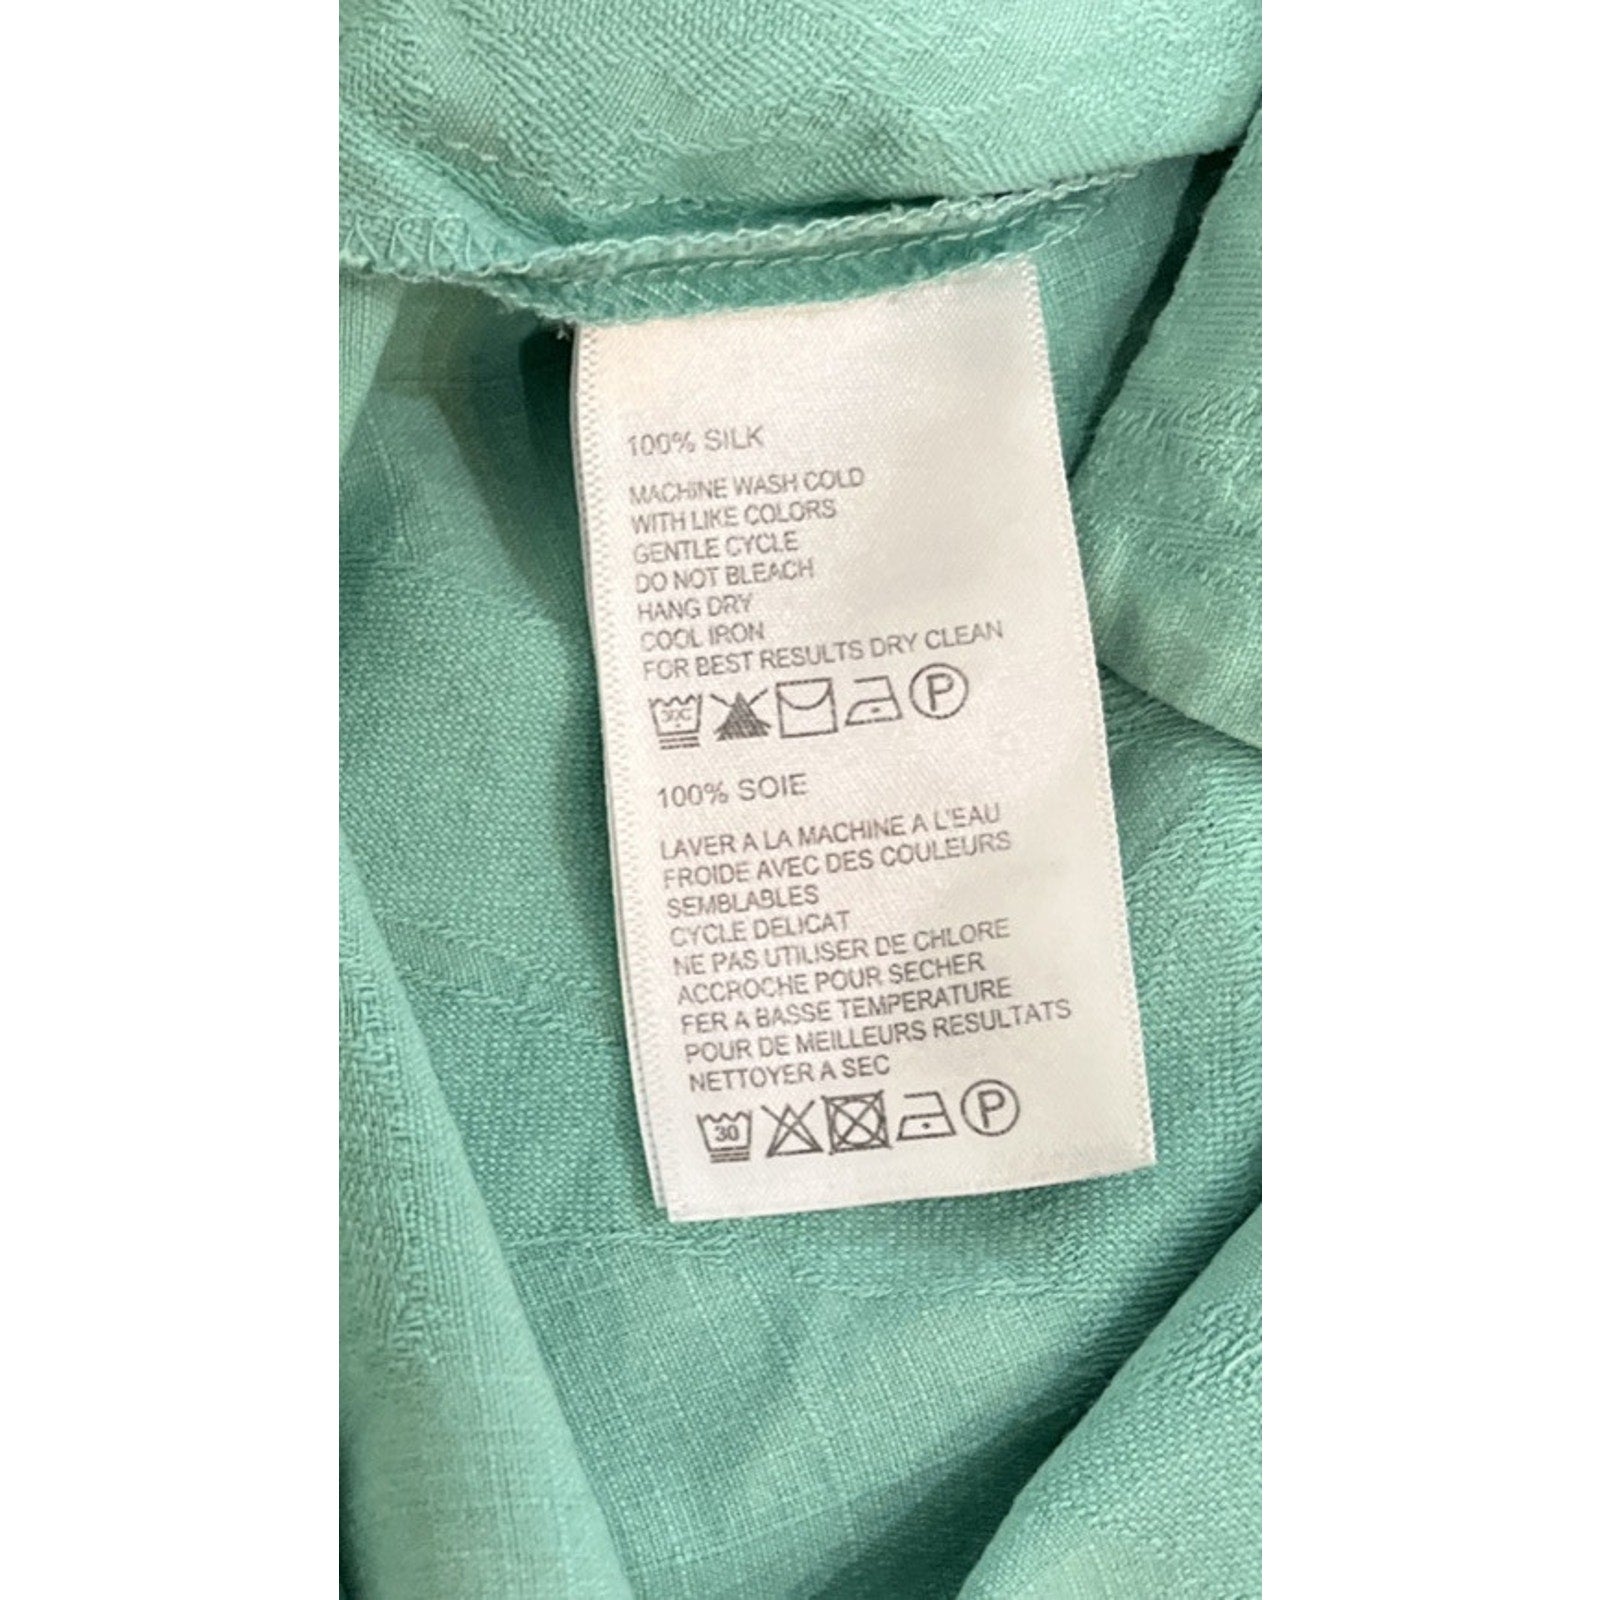 100% SILK
MACHINE WASH COLD
WITH LIKE COLORS
GENTLE CYCLE
DO NOT BLEACH
HANG DRY
COOL IRON
FOR BEST RESULTS DRY CLEAN
30C P
100% SOIE
LAVER A LA MACHINE A L'EAU
FROIDE AVEC DES COULEURS
SEMBLABLES
CYCLE DELICAT
NE PAS UTILISER DE CHLORE
ACCROCHE POUR SECHER
FER A BASSE TEMPERATURE
POUR DE MEILLEURS RESULTATS
NETTOYER A SEC
30 P